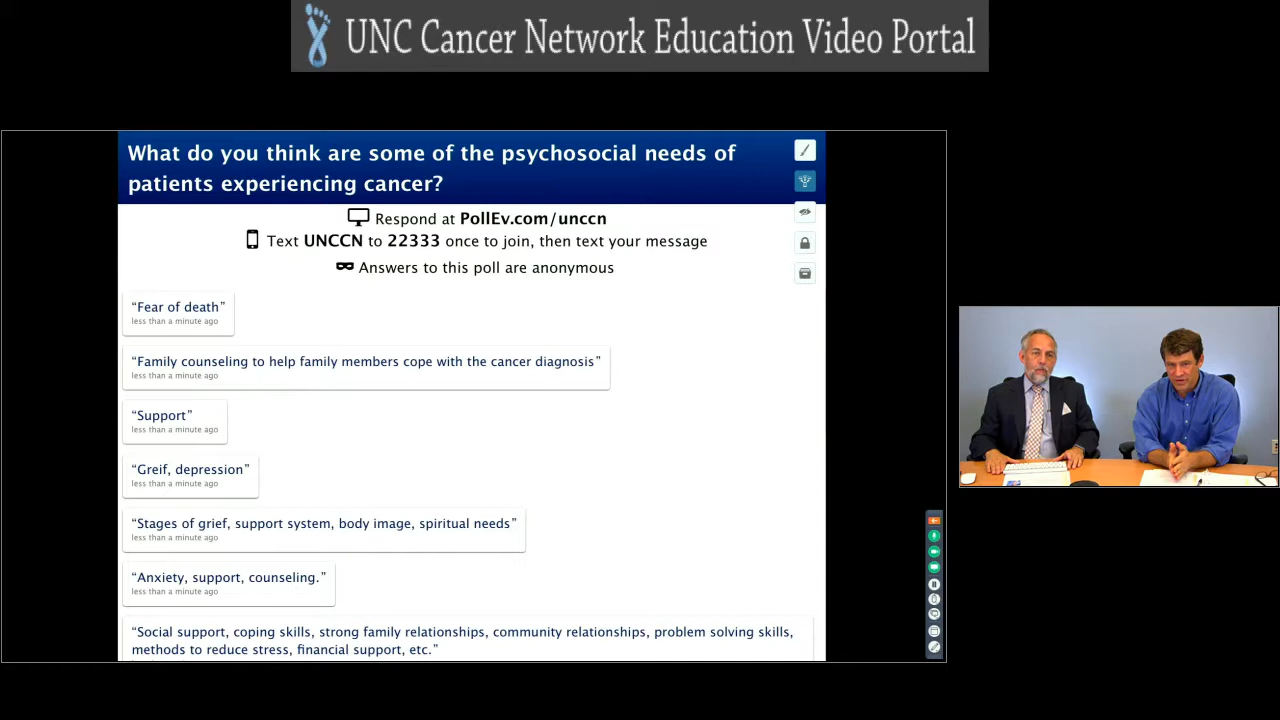 UNC Cancer Network Education Video Portal
What do you think are some of the psychosocial needs of
patients experiencing cancer?
Respond at PollEv.com/unccn
Text UNCCN to 22333 once to join, then text your message
Answers to this poll are anonymous
“Fear of death”
less than a minute ago
“Family counseling to help family members cope with the cancer diagnosis”
less than a minute ago
“Support”
less than a minute ago
“Greif, depression”
less than a minute ago
“Stages of grief, support system, body image, spiritual needs”
less than a minute ago
“Anxiety, support, counseling.”
less than a minute ago
“Social support, coping skills, strong family relationships, community relationships, problem solving skills,
methods to reduce stress, financial support, etc.”